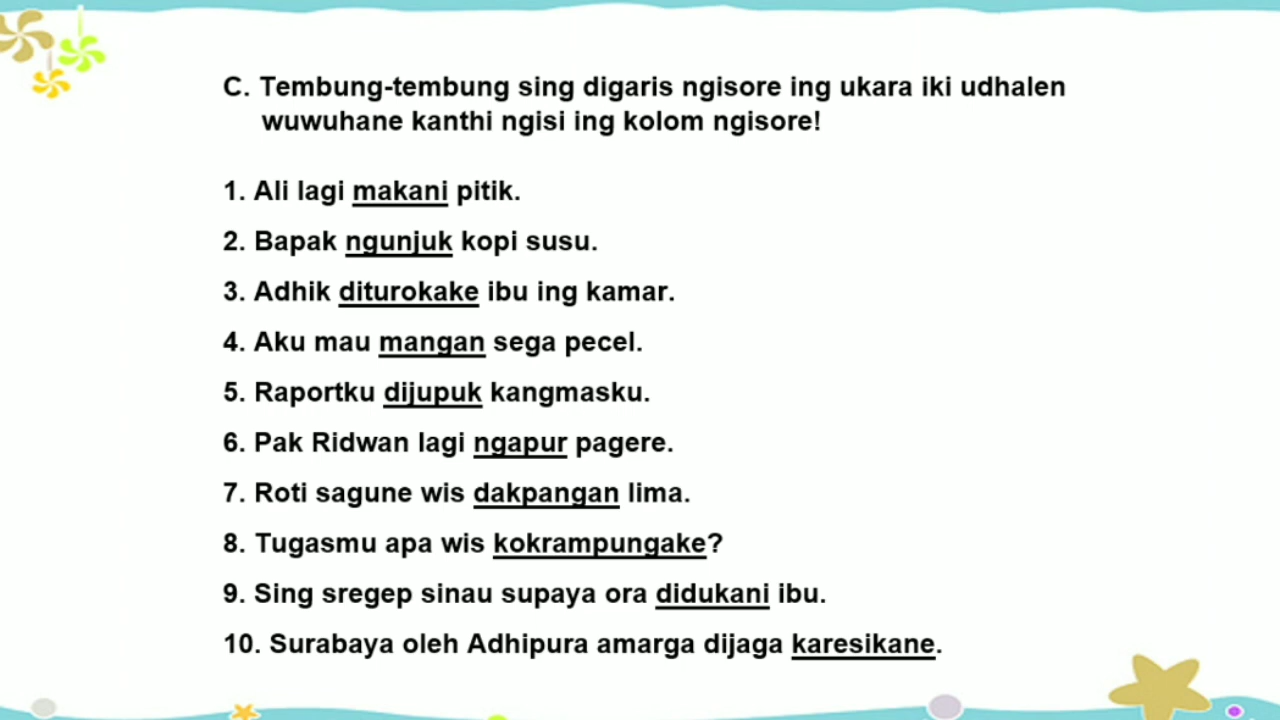 C. Tembung-tembung sing digaris ngisore ing ukara iki udhalen
wuwuhane kanthi ngisi ing kolom ngisore!
1. Ali lagi makani pitik.
2. Bapak ngunjuk kopi susu.
3. Adhik diturokake ibu ing kamar.
4. Aku mau mangan sega pecel.
5. Raportku dijupuk kangmasku.
6. Pak Ridwan lagi ngapur pagere.
7. Roti sagune wis dakpangan lima.
8. Tugasmu apa wis kokrampungake?
9. Sing sregep sinau supaya ora didukani ibu.
10. Surabaya oleh Adhipura amarga dijaga karesikane.